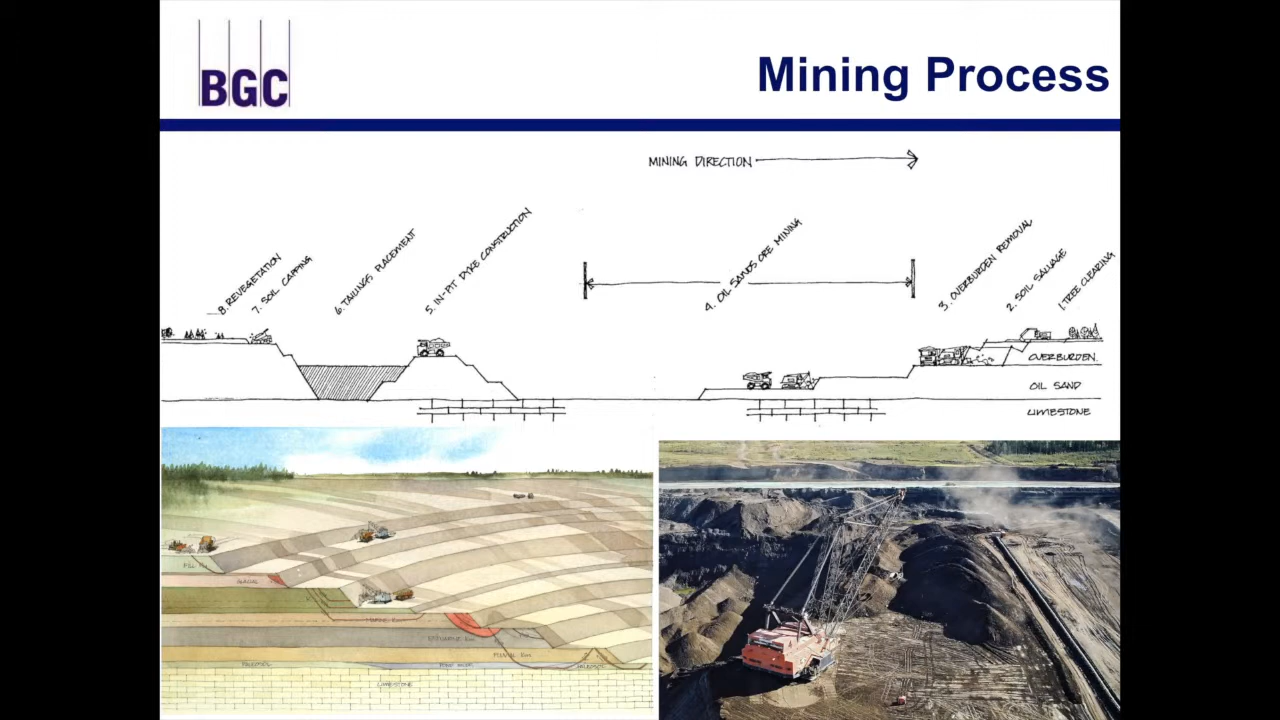 BGC
Mining Process
MINING DIRECTION
8. REVEGETATION
7. SOIL CAPPING
6. TAILINGS PLACEMENT
5. IN-PIT DYKE CONSTRUCTION
4. OIL SANDS ORE MINING
3. OVERBURDEN REMOVAL
2. SOIL SALVAGE
1. TREE CLEARING
OVERBURDEN
OIL SAND
LIMESTONE
GLACIAL
LIMESTONE